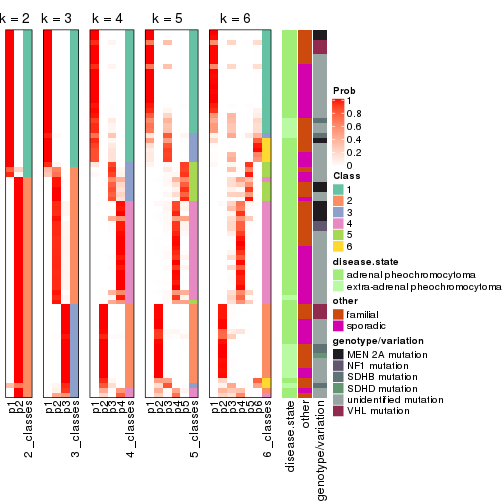 k = 2 k = 3 k = 4 k = 5 k = 6
Prob
1
0.8
0.6
0.4
0.2
0
Class
1
2
3
4
5
6
disease.state
adrenal pheochromocytoma
extra-adrenal pheochromocytoma
other
familial
sporadic
genotype/variation
MEN 2A mutation
NF1 mutation
SDHB mutation
SDHD mutation
unidentified mutation
VHL mutation
p1
p2
2_classes
p1
p2
p3
3_classes
p1
p2
p3
p4
4_classes
p1
p2
p3
p4
p5
5_classes
p1
p2
p3
p4
p5
p6
6_classes
disease.state
other
genotype/variation